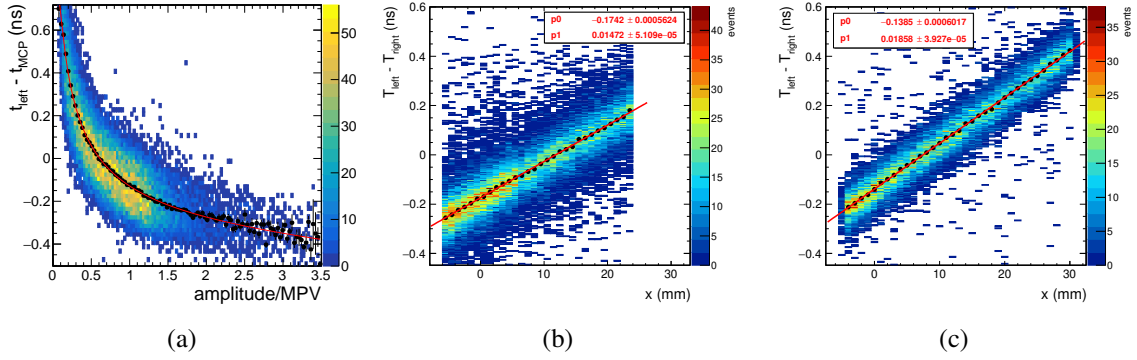 t_left - t_MCP (ns)
0.6
0.4
0.2
0
−0.2
−0.4
0 0.5 1 1.5 2 2.5 3 3.5
amplitude/MPV
50
40
30
20
10
0
(a)
T_left - T_right (ns)
0.4
0.2
0
−0.2
−0.4
0 10 20 30
x (mm)
p0 −0.1742 ± 0.0005624
p1 0.01472 ± 5.109e−05
events
40
35
30
25
20
15
10
5
0
(b)
T_left - T_right (ns)
0.4
0.2
0
−0.2
−0.4
0 10 20 30
x (mm)
p0 −0.1385 ± 0.0006017
p1 0.01858 ± 3.927e−05
events
35
30
25
20
15
10
5
0
(c)